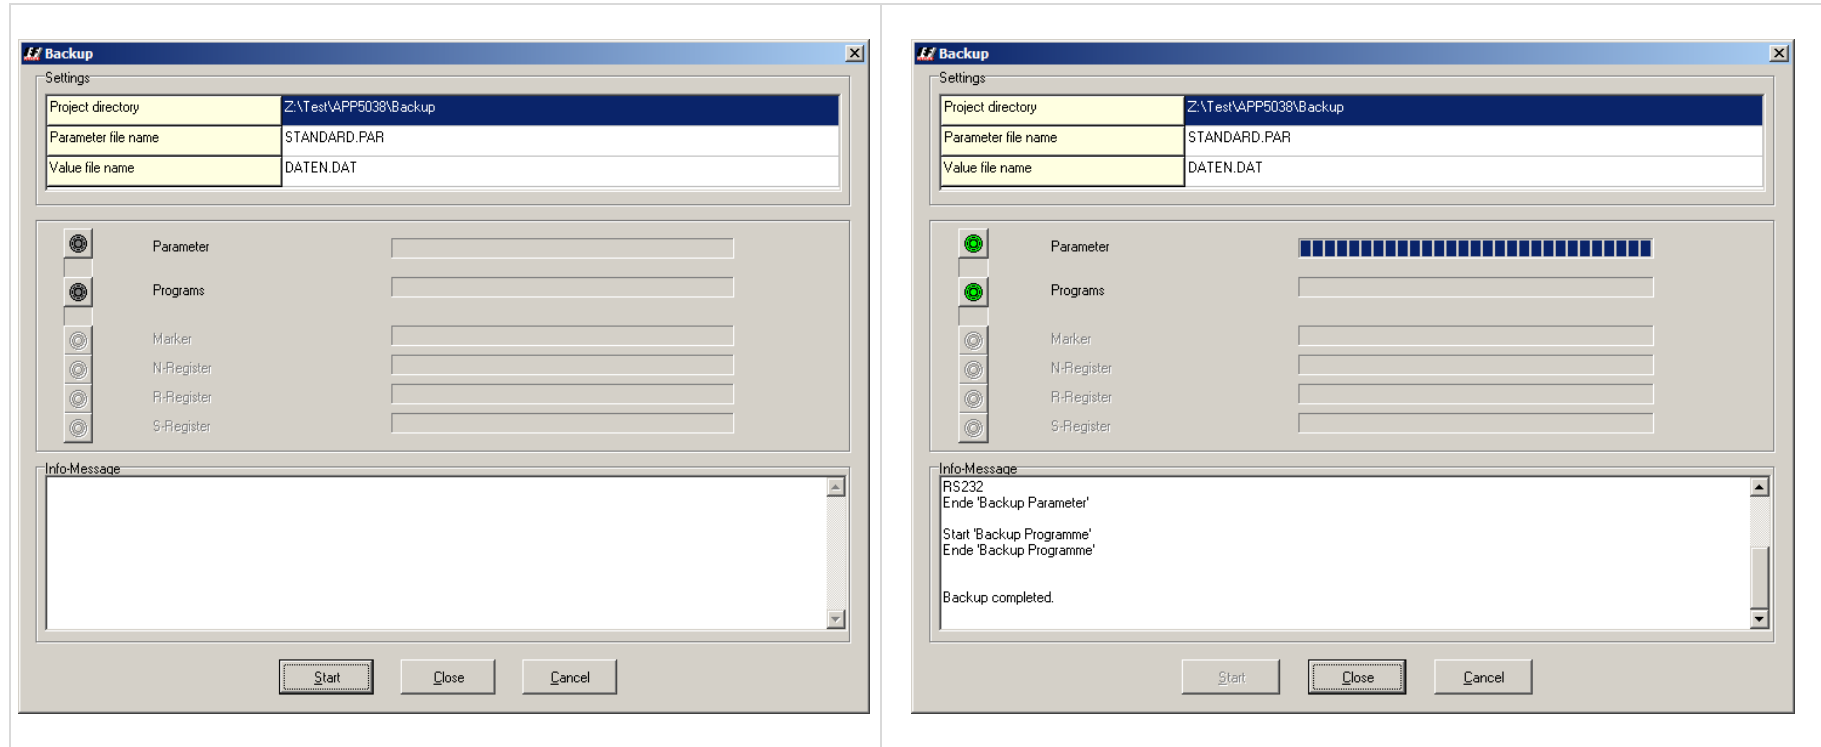 Backup
Settings
Project directory Z:\Test\APP5038\Backup
Parameter file name STANDARD.PAR
Value file name DATEN.DAT
Parameter
Programs
Marker
N-Register
R-Register
S-Register
Info-Message
Start Close Cancel
Backup
Settings
Project directory Z:\Test\APP5038\Backup
Parameter file name STANDARD.PAR
Value file name DATEN.DAT
Parameter
Programs
Marker
N-Register
R-Register
S-Register
Info-Message
RS232
Ende 'Backup Parameter'
Start 'Backup Programme'
Ende 'Backup Programme'
Backup completed.
Start Close Cancel